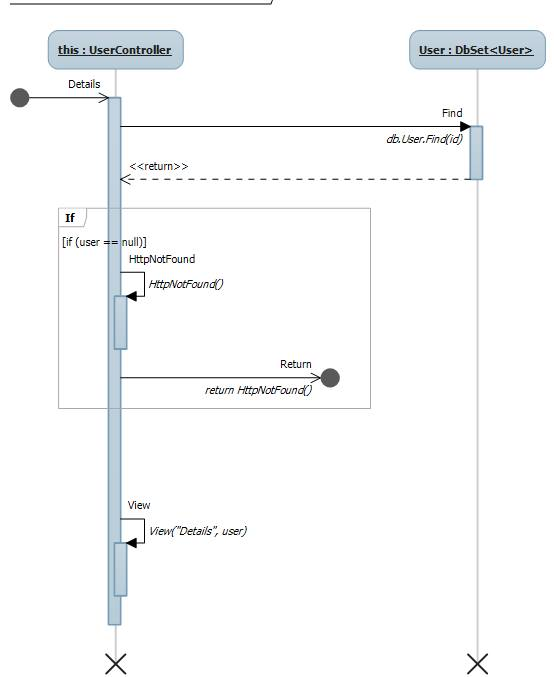 this : UserController
User : DbSet<User>
Details
Find
db.User.Find(id)
<<return>>
If
[if (user == null)]
HttpNotFound
HttpNotFound()
Return
return HttpNotFound()
View
View("Details", user)